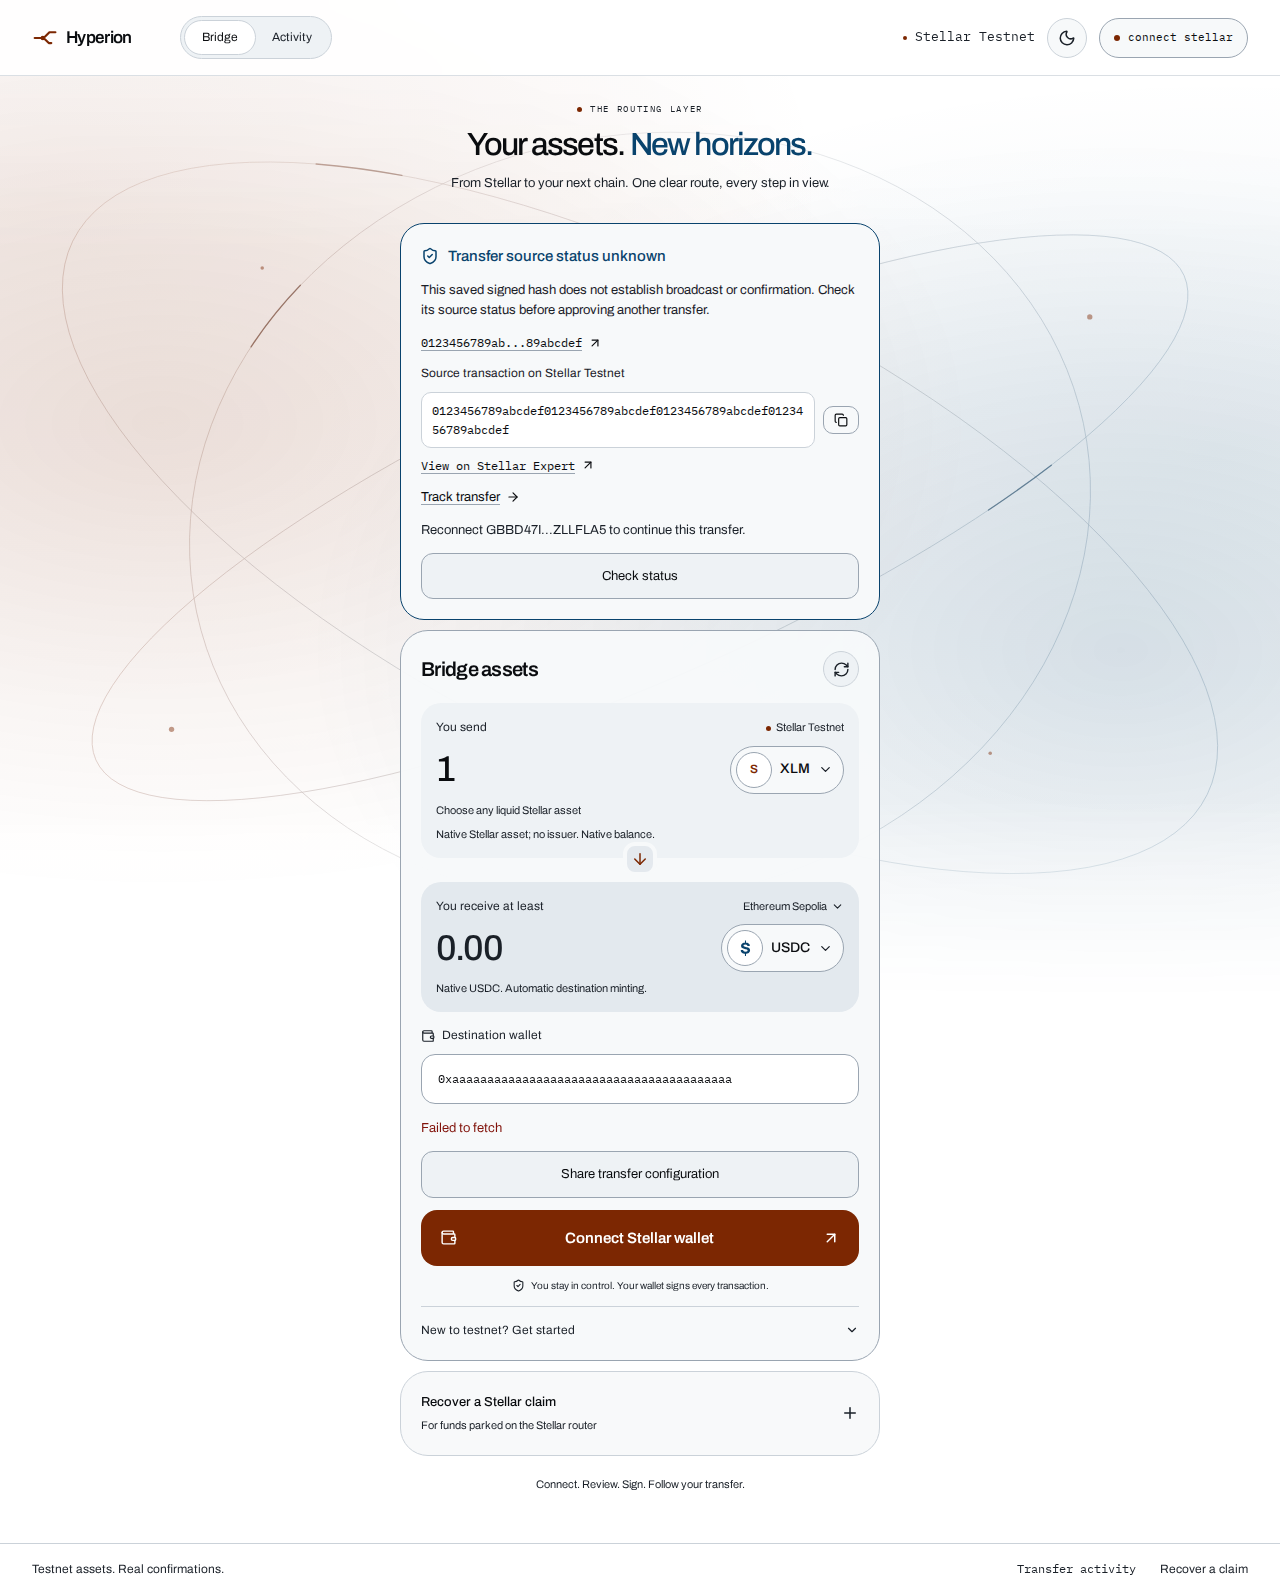 Hyperion
Bridge
Activity
Stellar Testnet
connect stellar
THE ROUTING LAYER
Your assets. New horizons.
From Stellar to your next chain. One clear route, every step in view.
Transfer source status unknown
This saved signed hash does not establish broadcast or confirmation. Check
its source status before approving another transfer.
0123456789ab...89abcdef
Source transaction on Stellar Testnet
0123456789abcdef0123456789abcdef0123456789abcdef01234
56789abcdef
View on Stellar Expert
Track transfer
Reconnect GBBD47I...ZLLFLA5 to continue this transfer.
Check status
Bridge assets
You send
Stellar Testnet
1
S
XLM
Choose any liquid Stellar asset
Native Stellar asset; no issuer. Native balance.
You receive at least
Ethereum Sepolia
0.00
$
USDC
Native USDC. Automatic destination minting.
Destination wallet
0xaaaaaaaaaaaaaaaaaaaaaaaaaaaaaaaaaaaaaaaa
Failed to fetch
Share transfer configuration
Connect Stellar wallet
You stay in control. Your wallet signs every transaction.
New to testnet? Get started
Recover a Stellar claim
For funds parked on the Stellar router
Connect. Review. Sign. Follow your transfer.
Testnet assets. Real confirmations.
Transfer activity
Recover a claim